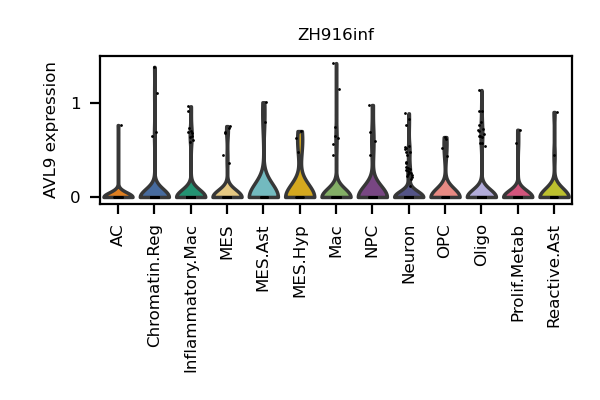 ZH916inf
AVL9 expression
1
0
AC
Chromatin.Reg
Inflammatory.Mac
MES
MES.Ast
MES.Hyp
Mac
NPC
Neuron
OPC
Oligo
Prolif.Metab
Reactive.Ast